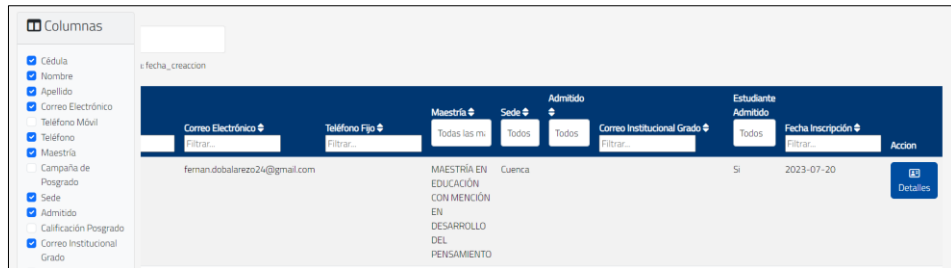 Columnas
Cédula
Nombre
Apellido
Correo Electrónico
Teléfono Móvil
Teléfono
Maestría
Campaña de
Posgrado
Sede
Admitido
Calificación Posgrado
Correo Institucional
Grado
fecha_creaccion
Correo Electrónico
Filtrar...
Teléfono Fijo
Filtrar...
Maestría
Todas las
Sede
Todos
Admitido
Todos
Correo Institucional Grado
Filtrar...
Estudiante
Admitido
Todos
Fecha Inscripción
Filtrar...
Accion
fernan.dobalarezo24@gmail.com
MAESTRÍA EN
EDUCACIÓN
CON MENCIÓN
EN
DESARROLLO
DEL
PENSAMIENTO
Cuenca
Si
2023-07-20
Detalles